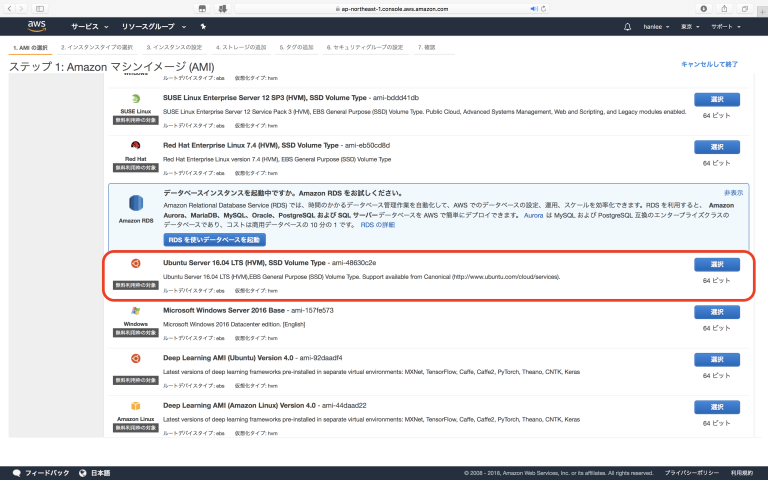 ap-northeast-1.console.aws.amazon.com
aws サービス リソースグループ hanlee 東京 サポート
1. AMI の選択 2. インスタンスタイプの選択 3. インスタンスの設定 4. ストレージの追加 5. タグの追加 6. セキュリティグループの設定 7. 確認
ステップ 1: Amazon マシンイメージ (AMI) キャンセルして終了
Windows ルートデバイスタイプ: ebs 仮想化タイプ: hvm
SUSE Linux Enterprise Server 12 SP3 (HVM), SSD Volume Type - ami-bddd41db 選択
SUSE Linux SUSE Linux Enterprise Server 12 Service Pack 3 (HVM), EBS General Purpose (SSD) Volume Type. Public Cloud, Advanced Systems Management, Web and Scripting, and Legacy modules enabled. 64 ビット
無料利用枠の対象
ルートデバイスタイプ: ebs 仮想化タイプ: hvm
Red Hat Enterprise Linux 7.4 (HVM), SSD Volume Type - ami-eb50cd8d 選択
Red Hat Red Hat Enterprise Linux version 7.4 (HVM), EBS General Purpose (SSD) Volume Type 64 ビット
無料利用枠の対象
ルートデバイスタイプ: ebs 仮想化タイプ: hvm
データベースインスタンスを起動中ですか。Amazon RDS をお試しください。 非表示
Amazon Relational Database Service (RDS) では、時間のかかるデータベース管理作業を自動化して、AWS でのデータベースの設定、運用、スケールを効率化できます。RDS を利用すると、 Amazon
Amazon RDS Aurora、MariaDB、MySQL、Oracle、PostgreSQL および SQL サーバーデータベースを AWS で簡単にデプロイできます。 Aurora は MySQL および PostgreSQL 互換のエンタープライズクラスの
データベースであり、コストは商用データベースの 10 分の 1 です。 RDS の詳細
RDS を使いデータベースを起動
Ubuntu Server 16.04 LTS (HVM), SSD Volume Type - ami-48630c2e 選択
Ubuntu Server 16.04 LTS (HVM),EBS General Purpose (SSD) Volume Type. Support available from Canonical (http://www.ubuntu.com/cloud/services). 64 ビット
無料利用枠の対象
ルートデバイスタイプ: ebs 仮想化タイプ: hvm
Microsoft Windows Server 2016 Base - ami-157fe573 選択
Windows Microsoft Windows 2016 Datacenter edition. [English] 64 ビット
無料利用枠の対象
ルートデバイスタイプ: ebs 仮想化タイプ: hvm
Deep Learning AMI (Ubuntu) Version 4.0 - ami-92daadf4 選択
Latest versions of deep learning frameworks pre-installed in separate virtual environments: MXNet, TensorFlow, Caffe, Caffe2, PyTorch, Theano, CNTK, Keras 64 ビット
無料利用枠の対象
ルートデバイスタイプ: ebs 仮想化タイプ: hvm
Deep Learning AMI (Amazon Linux) Version 4.0 - ami-44daad22 選択
Amazon Linux Latest versions of deep learning frameworks pre-installed in separate virtual environments: MXNet, TensorFlow, Caffe, Caffe2, PyTorch, Theano, CNTK, Keras 64 ビット
無料利用枠の対象
ルートデバイスタイプ: ebs 仮想化タイプ: hvm
フィードバック 日本語 © 2008 - 2018, Amazon Web Services, Inc. or its affiliates. All rights reserved. プライバシーポリシー 利用規約